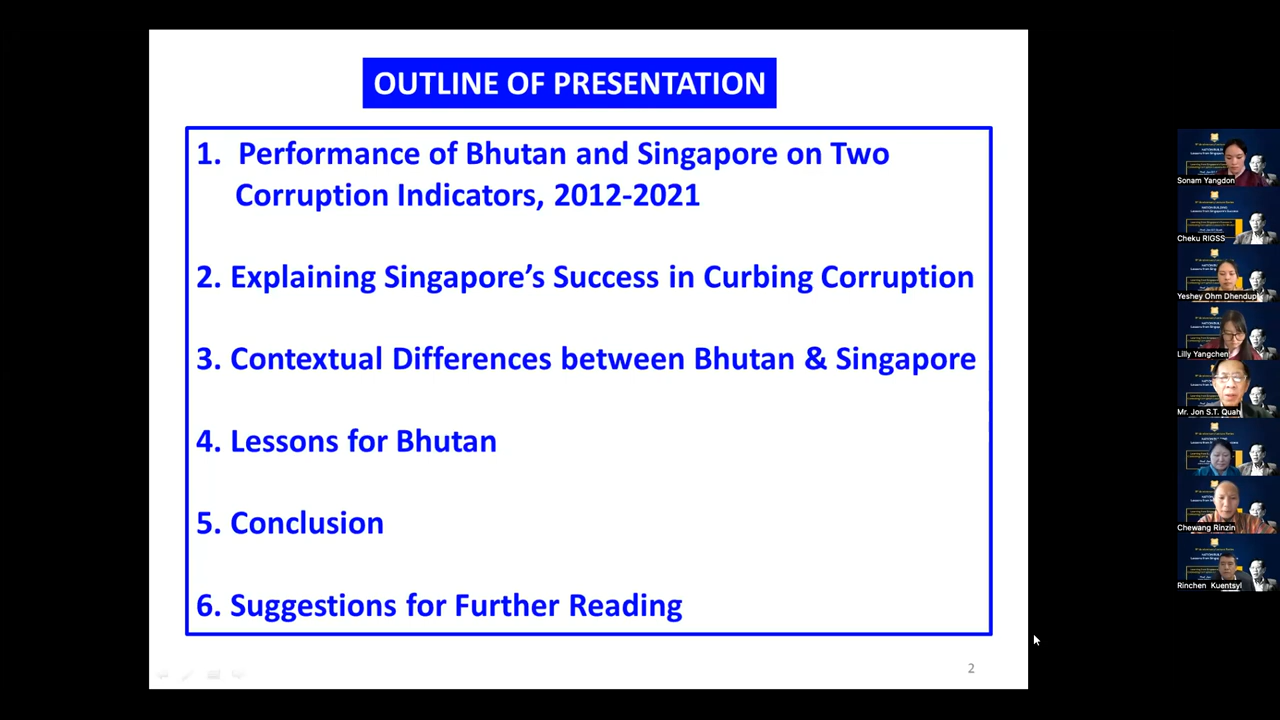 OUTLINE OF PRESENTATION
1. Performance of Bhutan and Singapore on Two
Corruption Indicators, 2012-2021
2. Explaining Singapore's Success in Curbing Corruption
3. Contextual Differences between Bhutan & Singapore
4. Lessons for Bhutan
5. Conclusion
6. Suggestions for Further Reading
2
Sonam Yangdon
Cheku RIGSS
Yeshey Ohm Dhendup
Lilly Yangchen
Mr. Jon S.T. Quah
Chewang Rinzin
Rinchen Kuentsyl